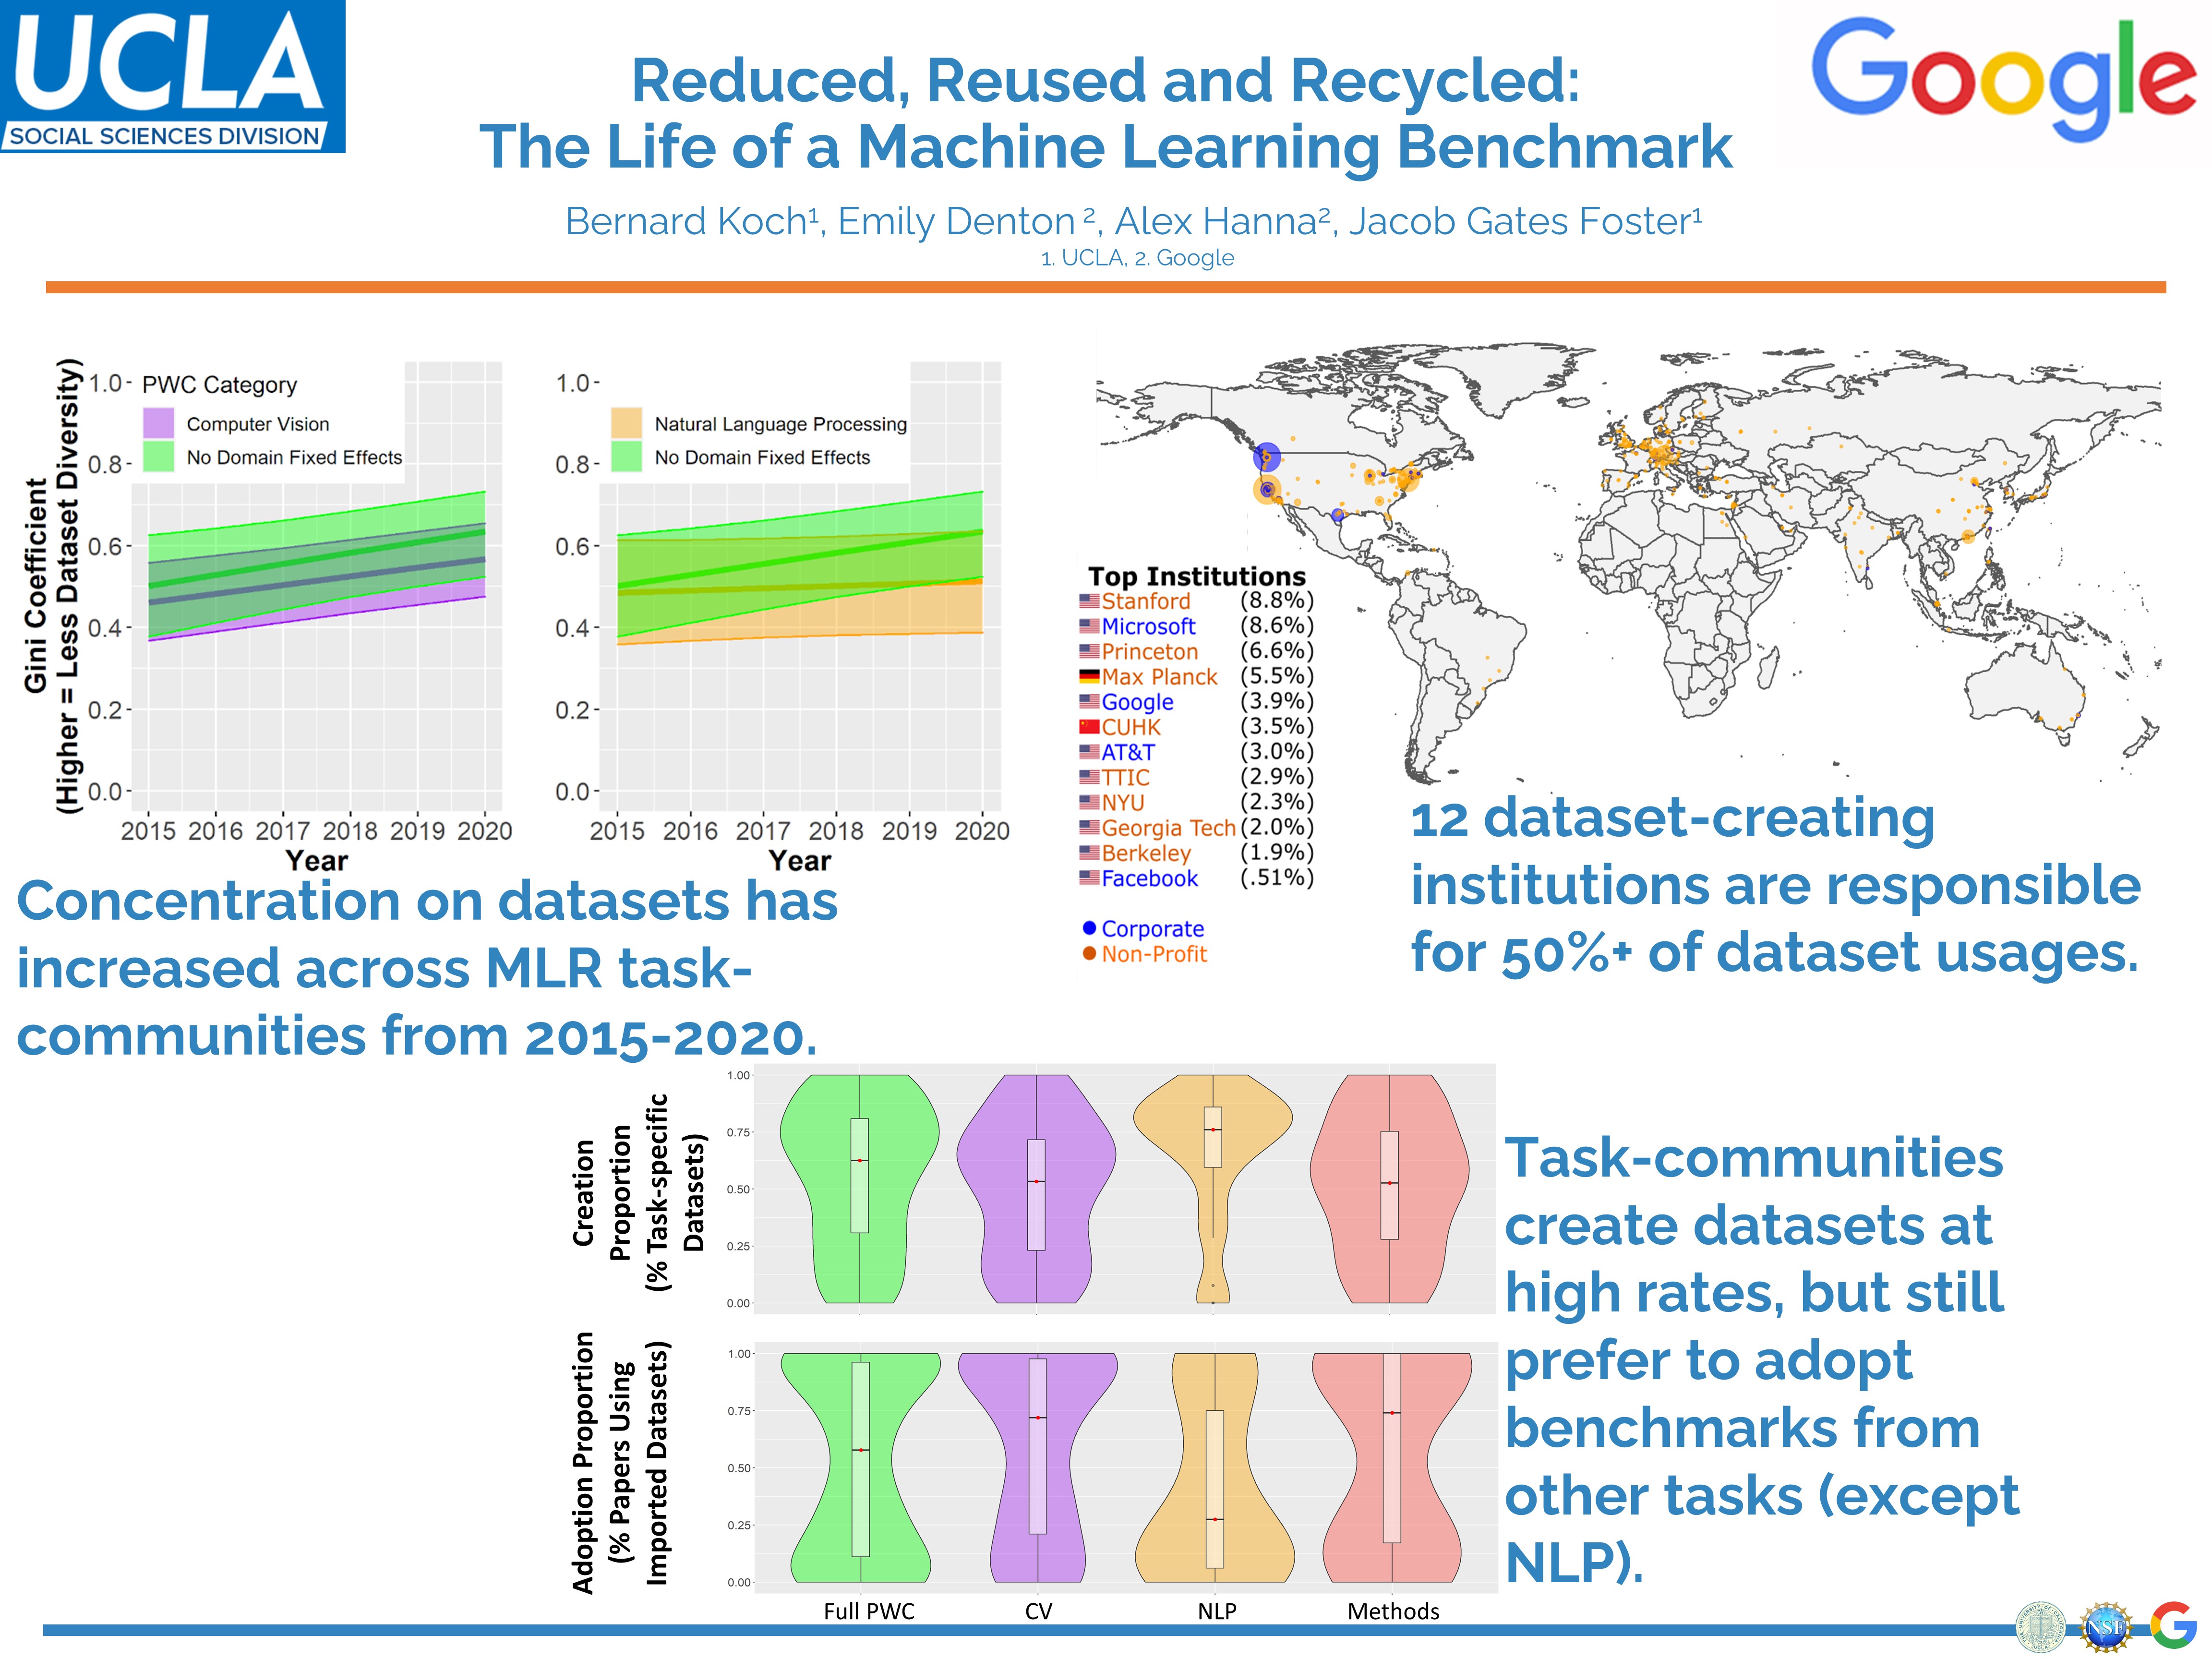 UCLA
SOCIAL SCIENCES DIVISION
Google
Reduced, Reused and Recycled:
The Life of a Machine Learning Benchmark
Bernard Koch¹, Emily Denton ², Alex Hanna², Jacob Gates Foster¹
1. UCLA, 2. Google
Gini Coefficient
(Higher = Less Dataset Diversity)
PWC Category
Computer Vision
No Domain Fixed Effects
1.0
0.8
0.6
0.4
0.2
0.0
2015 2016 2017 2018 2019 2020
Year
Natural Language Processing
No Domain Fixed Effects
1.0
0.8
0.6
0.4
0.2
0.0
2015 2016 2017 2018 2019 2020
Year
Concentration on datasets has
increased across MLR task-
communities from 2015-2020.
Top Institutions
Stanford (8.8%)
Microsoft (8.6%)
Princeton (6.6%)
Max Planck (5.5%)
Google (3.9%)
CUHK (3.5%)
AT&T (3.0%)
TTIC (2.9%)
NYU (2.3%)
Georgia Tech (2.0%)
Berkeley (1.9%)
Facebook (.51%)
Corporate
Non-Profit
12 dataset-creating
institutions are responsible
for 50%+ of dataset usages.
Creation
Proportion
(% Task-specific
Datasets)
1.00
0.75
0.50
0.25
0.00
Adoption Proportion
(% Papers Using
Imported Datasets)
1.00
0.75
0.50
0.25
0.00
Full PWC CV NLP Methods
Task-communities
create datasets at
high rates, but still
prefer to adopt
benchmarks from
other tasks (except
NLP).
NSF